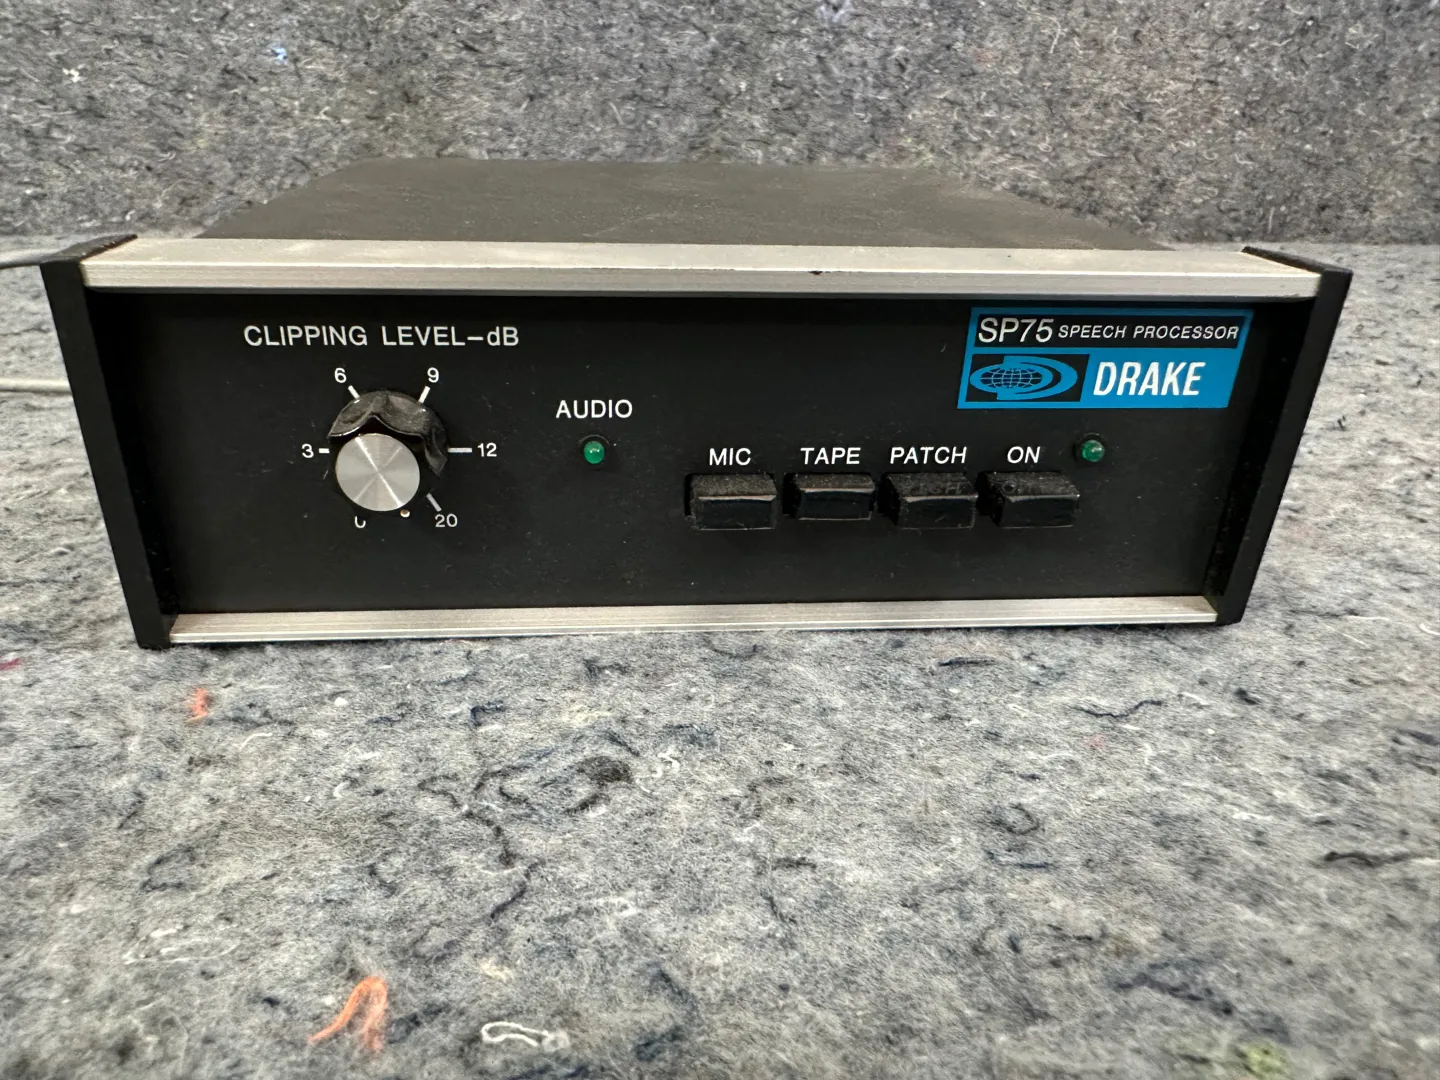 CLIPPING LEVEL–dB
SP75 SPEECH PROCESSOR
DRAKE
6 9
3 12
0 20
AUDIO
MIC TAPE PATCH ON